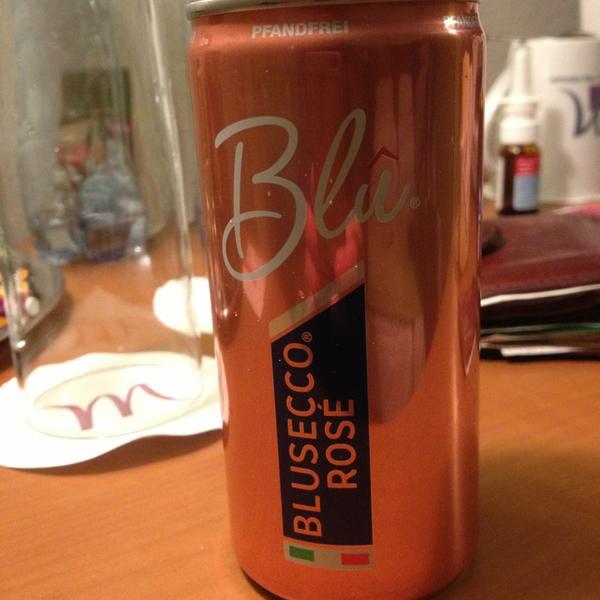 PFANDFREI
Blû®
BLUSECCO®
ROSÉ